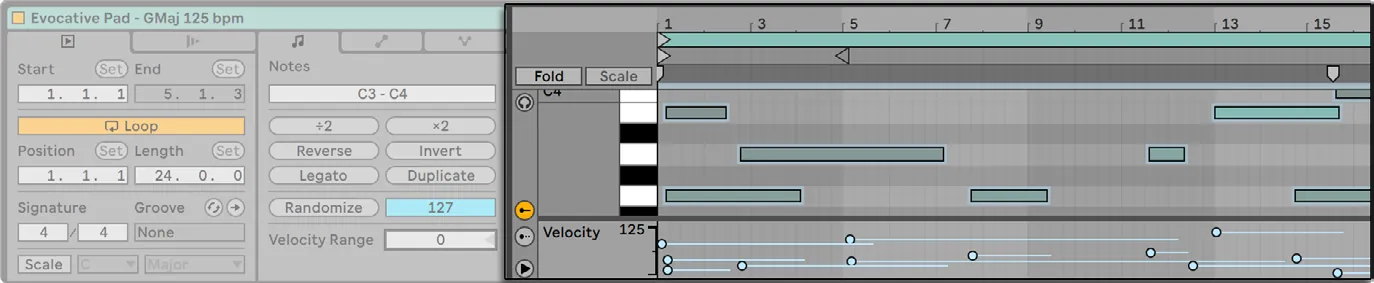 Evocative Pad - GMaj 125 bpm
Start Set End Set
1. 1. 1 5. 1. 3
Loop
Position Set Length Set
1. 1. 1 24. 0. 0
Signature Groove
4 / 4 None
Scale C Major
Notes
C3 - C4
÷2 ×2
Reverse Invert
Legato Duplicate
Randomize 127
Velocity Range 0
1 3 5 7 9 11 13 15
Fold Scale
C4
Velocity 125